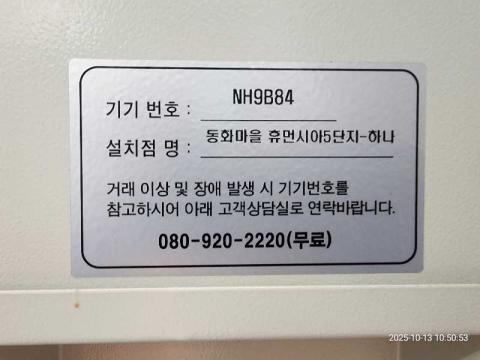 기기 번호 : NH9B84
설치점 명 : 동화마을 휴먼시아5단지-하나
거래 이상 및 장애 발생 시 기기번호를
참고하시어 아래 고객상담실로 연락바랍니다.
080-920-2220(무료)
2025-10-13 10:50:53